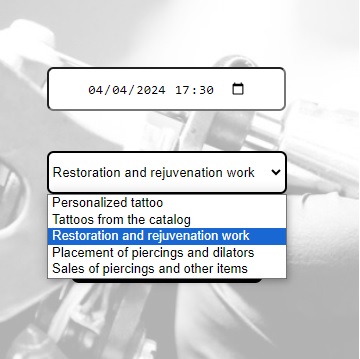 04/04/2024 17:30
Restoration and rejuvenation work
Personalized tattoo
Tattoos from the catalog
Restoration and rejuvenation work
Placement of piercings and dilators
Sales of piercings and other items